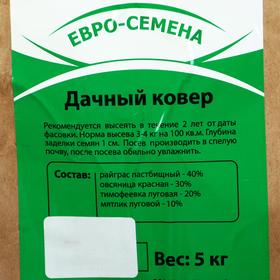 ЕВРО-СЕМЕНА
Дачный ковер
Рекомендуется высеять в течение 2 лет от даты
фасовки. Норма высева 3-4 кг на 100 кв.м. Глубина
заделки семян 1 см. Посев производить в спелую
почву, после посева обильно увлажнить.
Состав: райграс пастбищный - 40%
овсяница красная - 30%
тимофеевка луговая - 20%
мятлик луговой - 10%
Вес: 5 кг